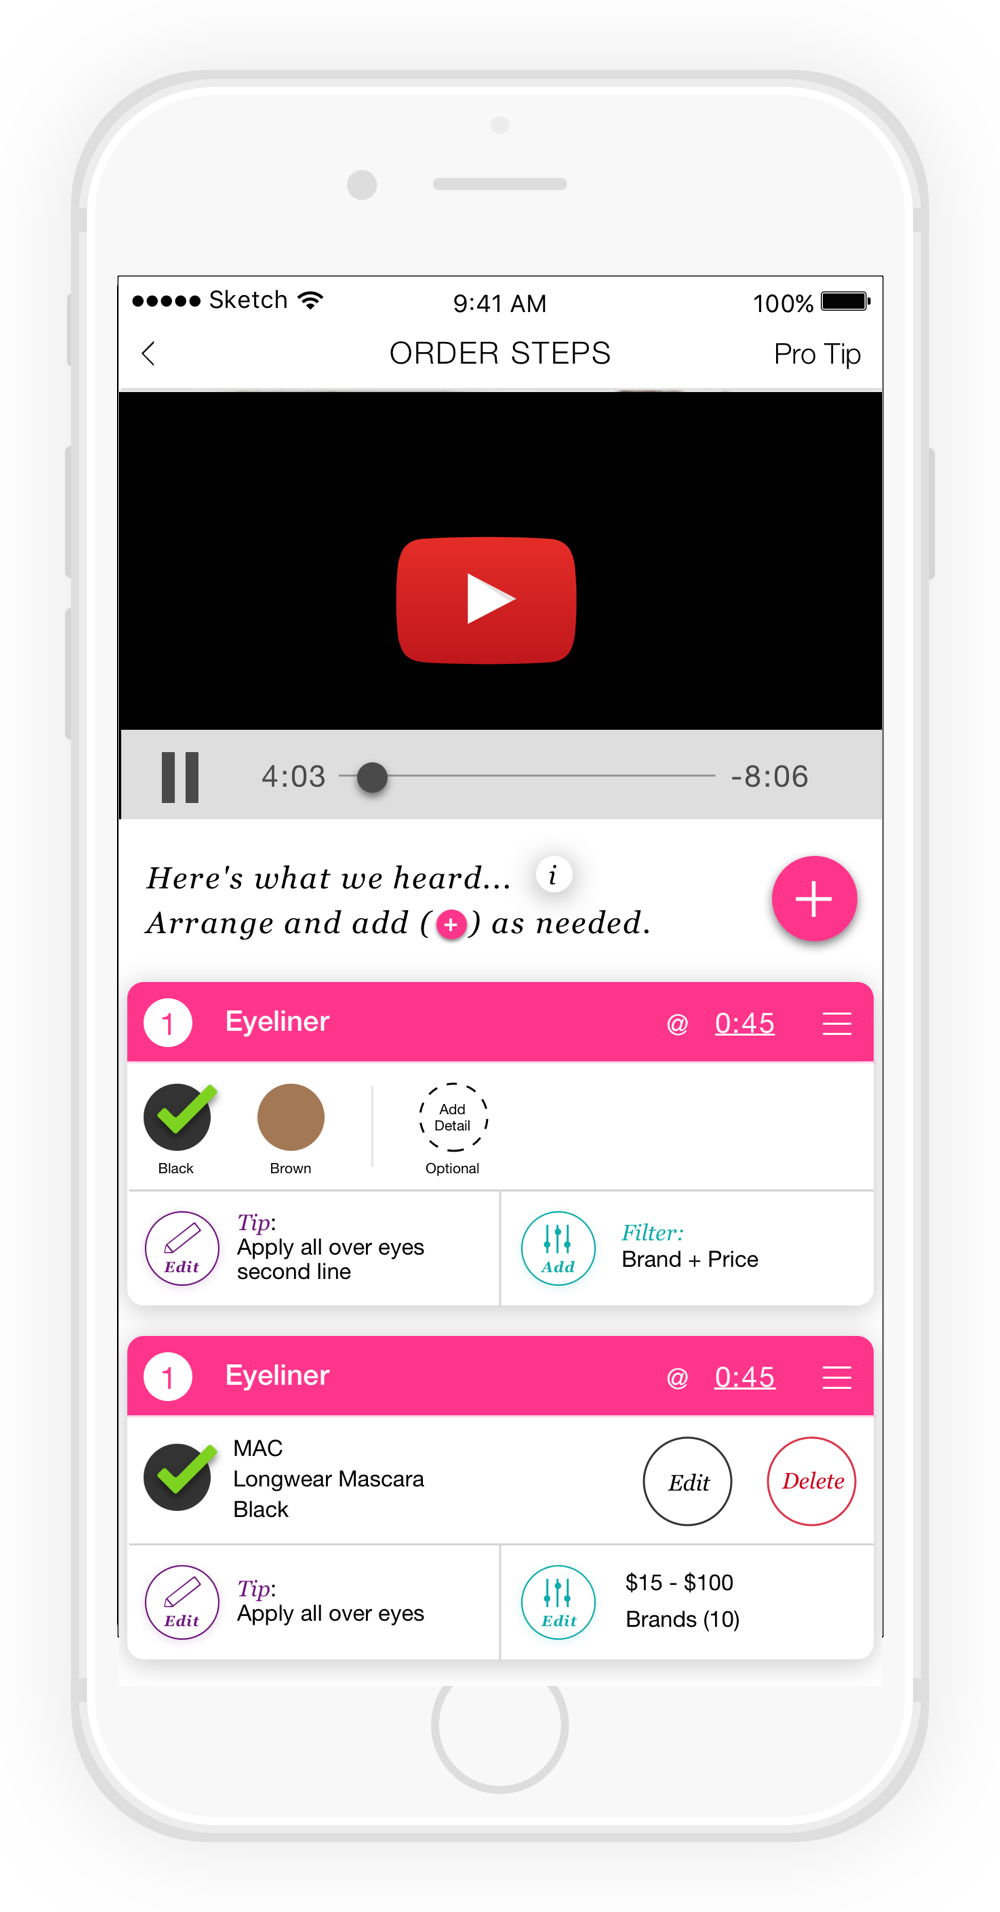 Sketch 9:41 AM 100%
ORDER STEPS Pro Tip
4:03 -8:06
Here's what we heard... i
Arrange and add (+) as needed. +
1 Eyeliner @ 0:45
Add
Detail
Black Brown Optional
Edit
Tip:
Apply all over eyes
second line
Add
Filter:
Brand + Price
1 Eyeliner @ 0:45
MAC
Longwear Mascara
Black
Edit Delete
Edit
Tip:
Apply all over eyes
Edit
$15 - $100
Brands (10)